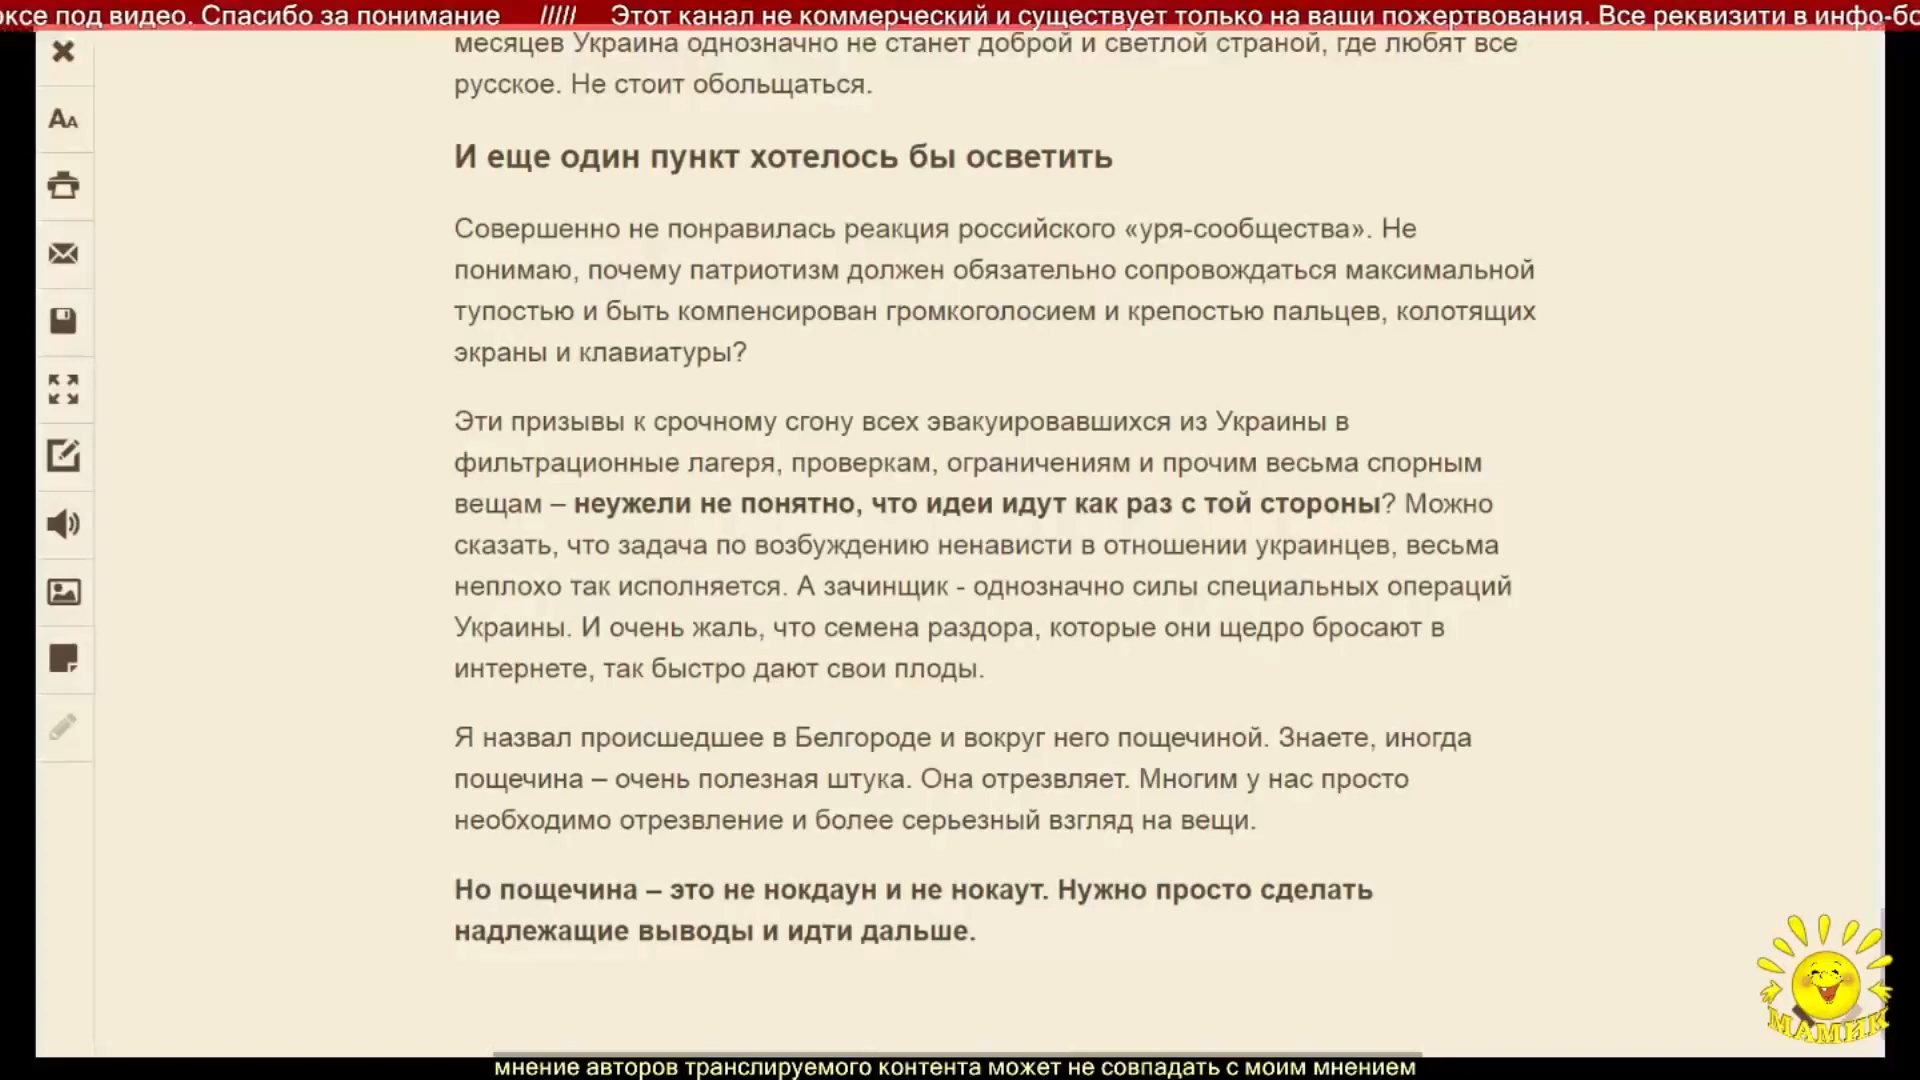 оксе под видео. Спасибо за понимание ///// Этот канал не коммерческий и существует только на ваши пожертвования. Все реквизити в инфо-бо
месяцев Украина однозначно не станет доброй и светлой страной, где любят все
русское. Не стоит обольщаться.
И еще один пункт хотелось бы осветить
Совершенно не понравилась реакция российского «уря-сообщества». Не
понимаю, почему патриотизм должен обязательно сопровождаться максимальной
тупостью и быть компенсирован громкоголосием и крепостью пальцев, колотящих
экраны и клавиатуры?
Эти призывы к срочному сгону всех эвакуировавшихся из Украины в
фильтрационные лагеря, проверкам, ограничениям и прочим весьма спорным
вещам – неужели не понятно, что идеи идут как раз с той стороны? Можно
сказать, что задача по возбуждению ненависти в отношении украинцев, весьма
неплохо так исполняется. А зачинщик - однозначно силы специальных операций
Украины. И очень жаль, что семена раздора, которые они щедро бросают в
интернете, так быстро дают свои плоды.
Я назвал происшедшее в Белгороде и вокруг него пощечиной. Знаете, иногда
пощечина – очень полезная штука. Она отрезвляет. Многим у нас просто
необходимо отрезвление и более серьезный взгляд на вещи.
Но пощечина – это не нокдаун и не нокаут. Нужно просто сделать
надлежащие выводы и идти дальше.
МАМИК
мнение авторов транслируемого контента может не совпадать с моим мнением